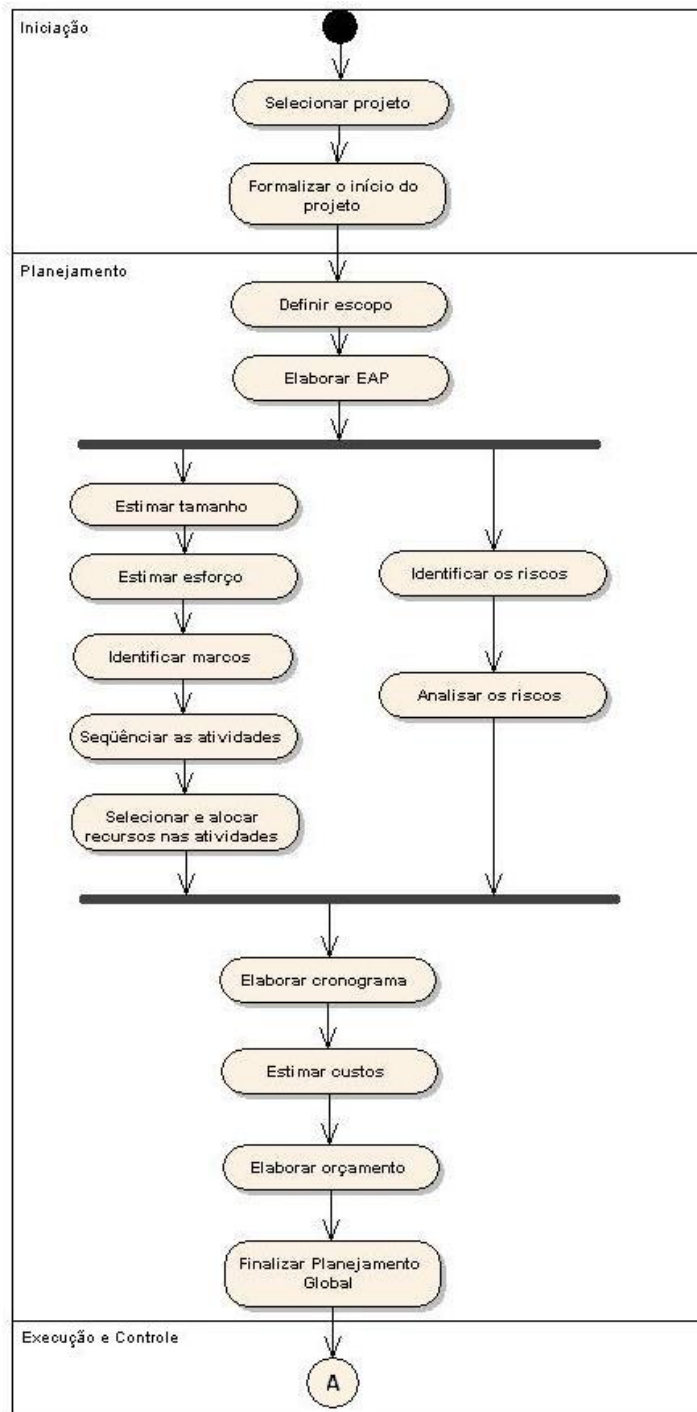 Iniciação
Selecionar projeto
Formalizar o início do
projeto
Planejamento
Definir escopo
Elaborar EAP
Estimar tamanho
Estimar esforço
Identificar marcos
Seqüênciar as atividades
Selecionar e alocar
recursos nas atividades
Identificar os riscos
Analisar os riscos
Elaborar cronograma
Estimar custos
Elaborar orçamento
Finalizar Planejamento
Global
Execução e Controle
A